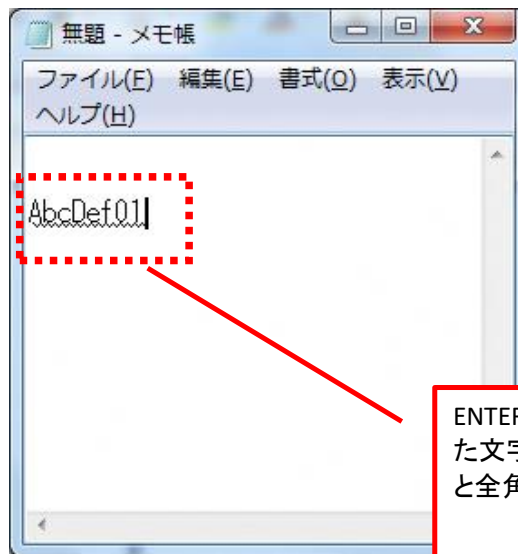 無題 - メモ帳
ファイル(F) 編集(E) 書式(O) 表示(V)
ヘルプ(H)
AbcDef01
ENTER
た文字
と全角